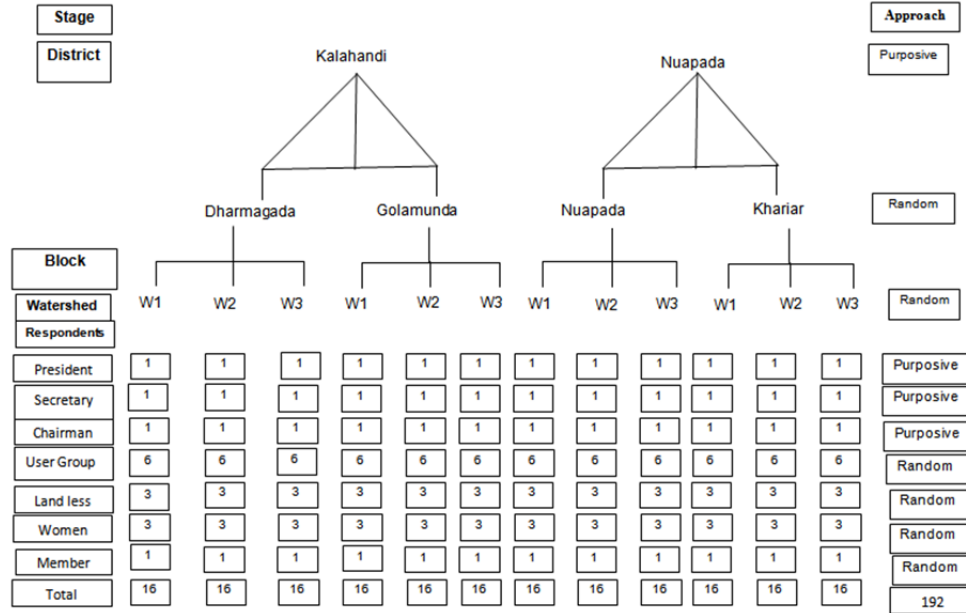 Stage Approach
District Kalahandi Nuapada Purposive
Dharmagada Golamunda Nuapada Khariar Random
Block
Watershed W1 W2 W3 W1 W2 W3 W1 W2 W3 W1 W2 W3 Random
Respondents
President 1 1 1 1 1 1 1 1 1 1 1 1 Purposive
Secretary 1 1 1 1 1 1 1 1 1 1 1 1 Purposive
Chairman 1 1 1 1 1 1 1 1 1 1 1 1 Purposive
User Group 6 6 6 6 6 6 6 6 6 6 6 6 Random
Land less 3 3 3 3 3 3 3 3 3 3 3 3 Random
Women 3 3 3 3 3 3 3 3 3 3 3 3 Random
Member 1 1 1 1 1 1 1 1 1 1 1 1 Random
Total 16 16 16 16 16 16 16 16 16 16 16 16 192